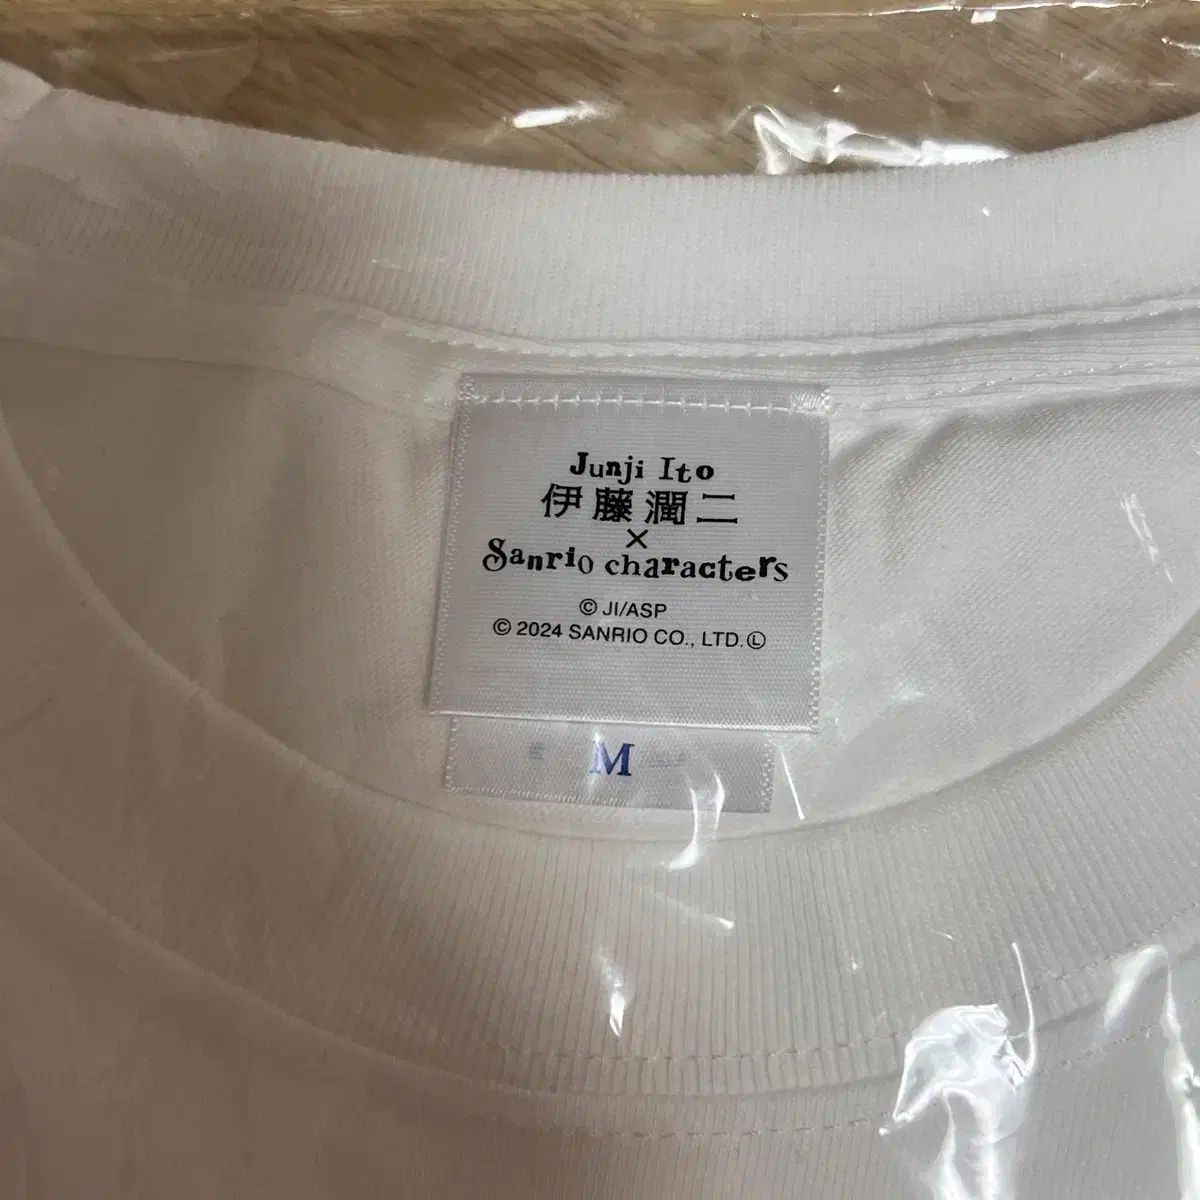 Junji Ito
伊藤潤二
×
Sanrio characters
© JI/ASP
© 2024 SANRIO CO., LTD. Ⓛ
M